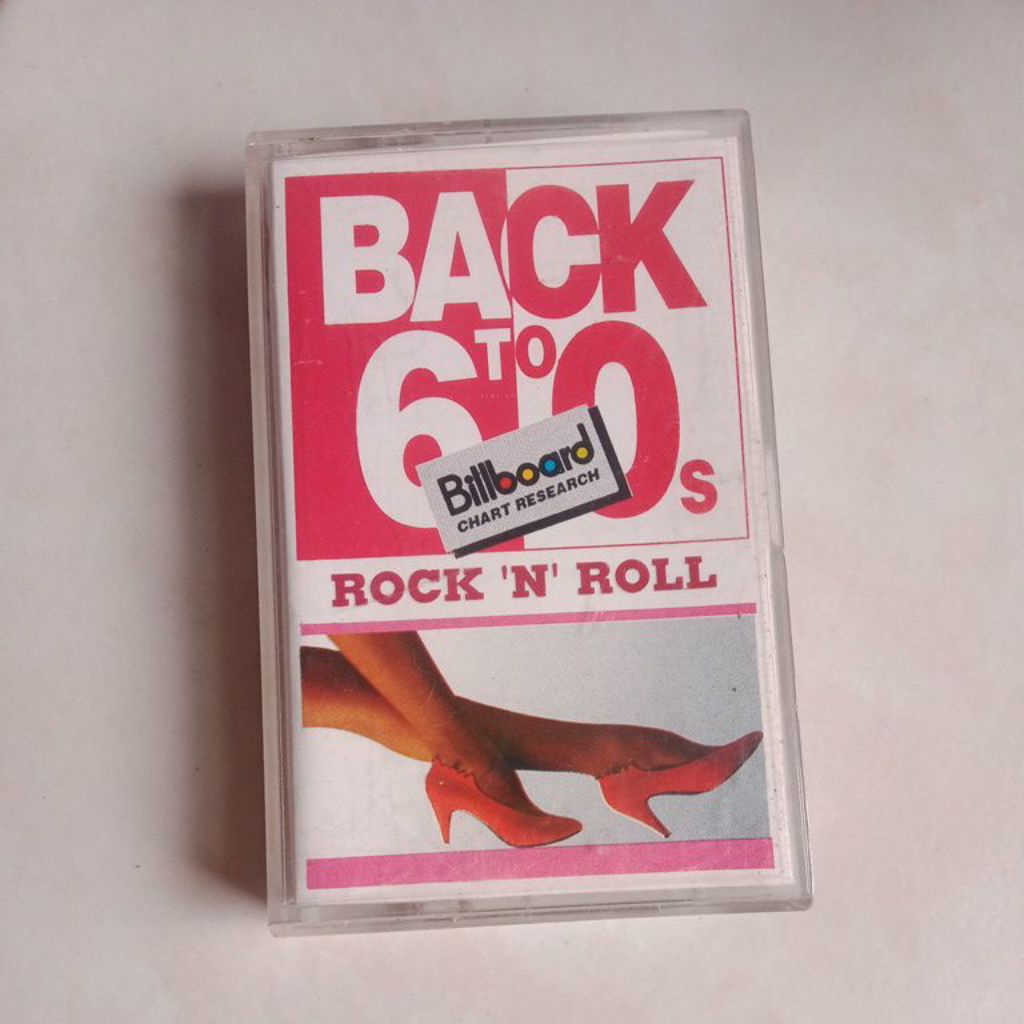 BACK
TO
60s
Billboard
CHART RESEARCH
ROCK 'N' ROLL